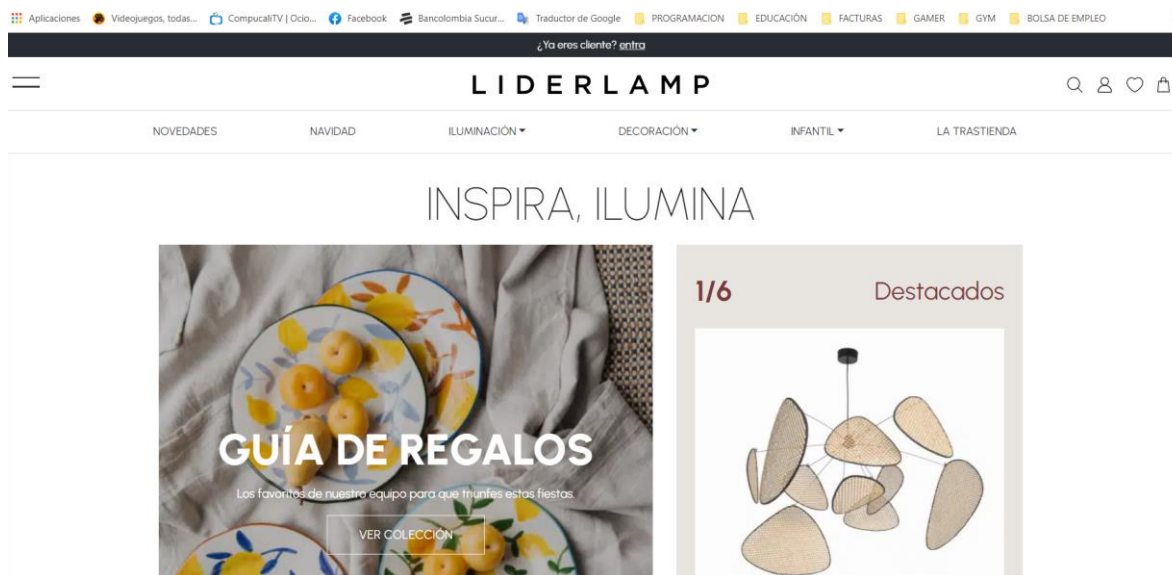 Aplicaciones Videojuegos, todas... CompucaliTV | Ocio... Facebook Bancolombia Sucur... Traductor de Google PROGRAMACION EDUCACIÒN FACTURAS GAMER GYM BOLSA DE EMPLEO
¿Ya eres cliente? entra
LIDERLAMP
NOVEDADES NAVIDAD ILUMINACIÓN DECORACIÓN INFANTIL LA TRASTIENDA
INSPIRA, ILUMINA
1/6 Destacados
GUÍA DE REGALOS
Los favoritos de nuestro equipo para que triunfes estas fiestas.
VER COLECCIÓN